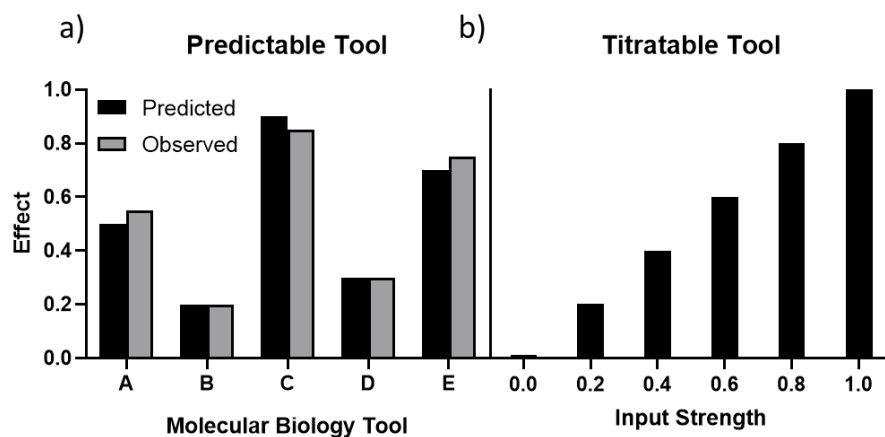 a)
Predictable Tool
b)
Titratable Tool
Predicted
Observed
Effect
1.0
0.8
0.6
0.4
0.2
0.0
A B C D E
0.0 0.2 0.4 0.6 0.8 1.0
Molecular Biology Tool
Input Strength